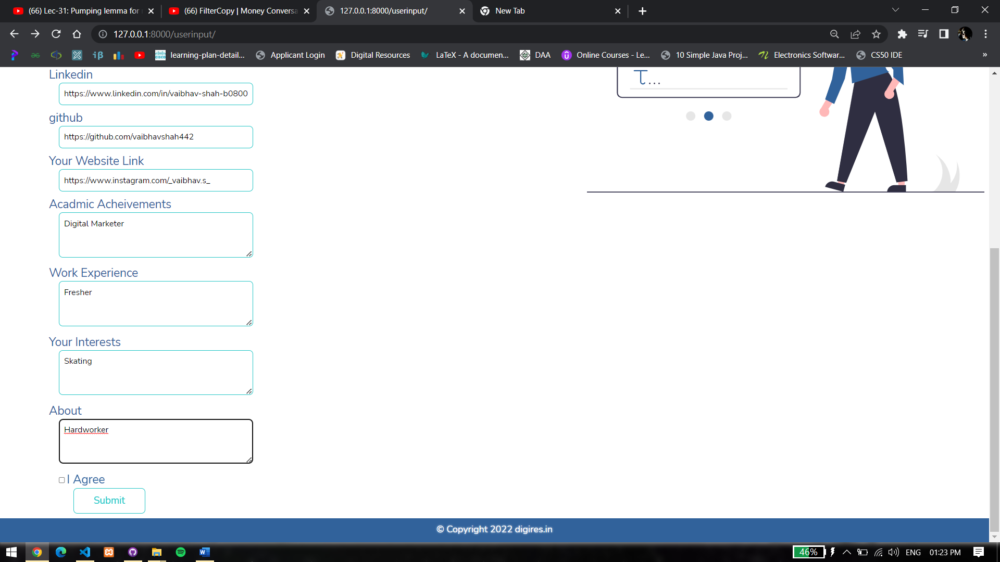 (66) Lec-31: Pumping lemma for
(66) FilterCopy | Money Conversa
127.0.0.1:8000/userinput/
New Tab
127.0.0.1:8000/userinput/
learning-plan-detail...
Applicant Login
Digital Resources
LaTeX - A documen...
DAA
Online Courses - Le...
10 Simple Java Proj...
Electronics Softwar...
CS50 IDE
»
Linkedin
https://www.linkedin.com/in/vaibhav-shah-b0800
github
https://github.com/vaibhavshah442
Your Website Link
https://www.instagram.com/_vaibhav.s_
Acadmic Acheivements
Digital Marketer
Work Experience
Fresher
Your Interests
Skating
About
Hardworker
I Agree
Submit
© Copyright 2022 digires.in
46%
ENG
01:23 PM